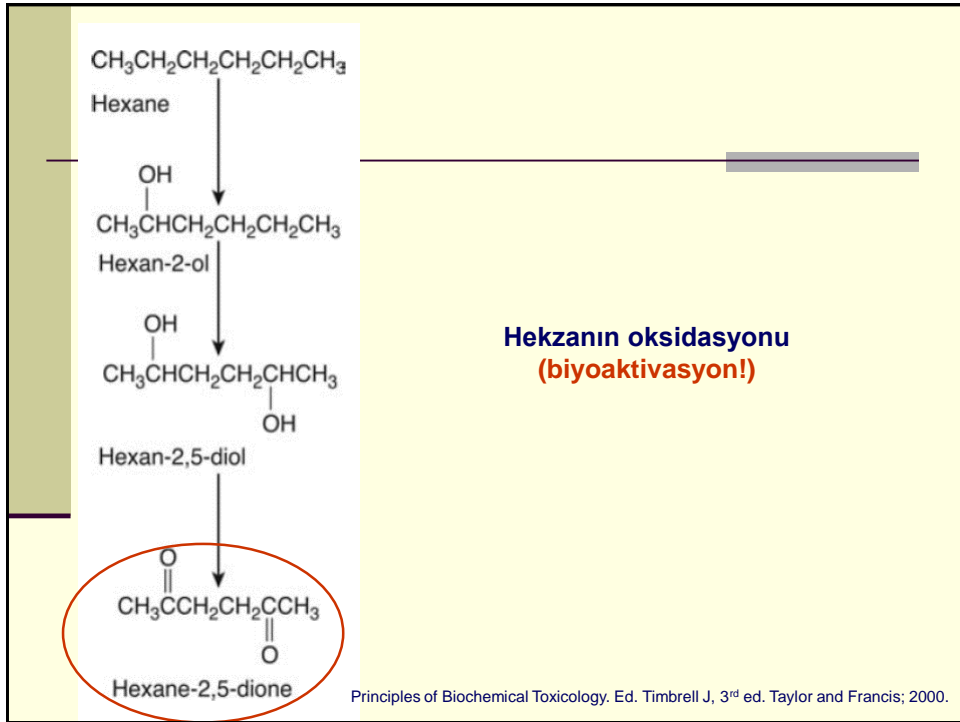 CH₃CH₂CH₂CH₂CH₂CH₃
Hexane
OH
CH₃CHCH₂CH₂CH₂CH₃
Hexan-2-ol
OH
CH₃CHCH₂CH₂CHCH₃
OH
Hexan-2,5-diol
O
CH₃CCH₂CH₂CCH₃
O
Hexane-2,5-dione
Hekzanın oksidasyonu
(biyoaktivasyon!)
Principles of Biochemical Toxicology. Ed. Timbrell J, 3rd ed. Taylor and Francis; 2000.